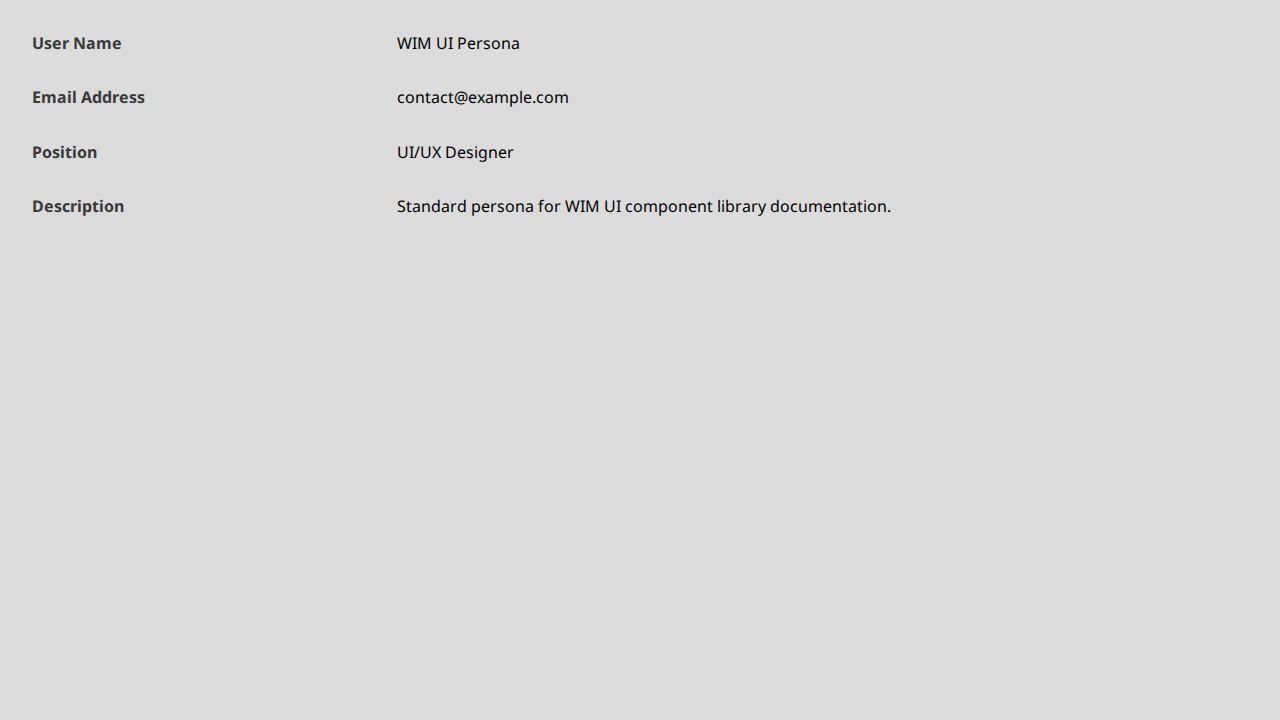 User Name WIM UI Persona
Email Address contact@example.com
Position UI/UX Designer
Description Standard persona for WIM UI component library documentation.